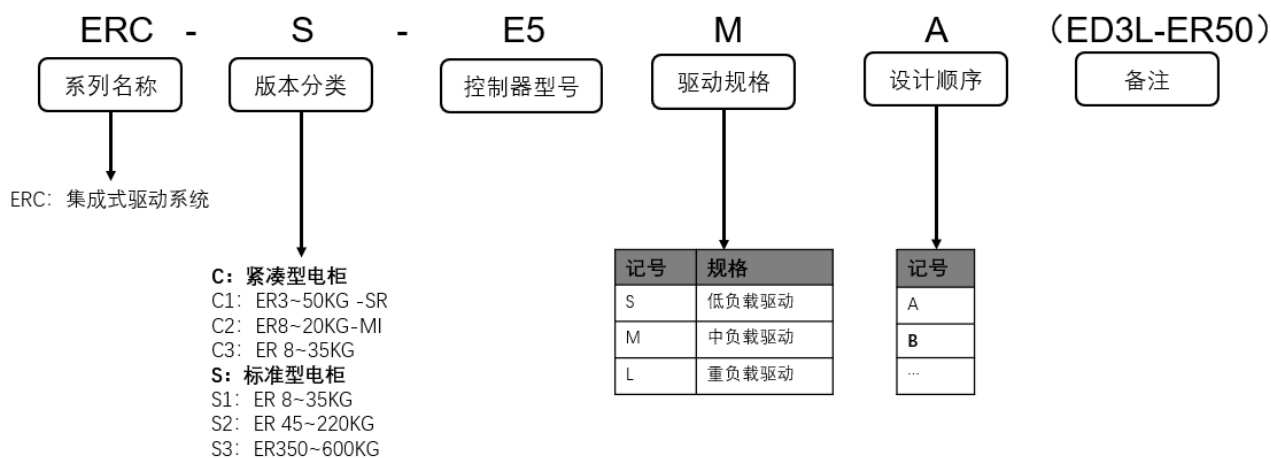 ERC - S - E5 M A （ED3L-ER50）
系列名称 版本分类 控制器型号 驱动规格 设计顺序 备注
ERC：集成式驱动系统
C：紧凑型电柜
C1：ER3~50KG -SR
C2：ER8~20KG-MI
C3：ER 8~35KG
S：标准型电柜
S1：ER 8~35KG
S2：ER 45~220KG
S3：ER350~600KG
记号 规格
S 低负载驱动
M 中负载驱动
L 重负载驱动
记号
A
B
...